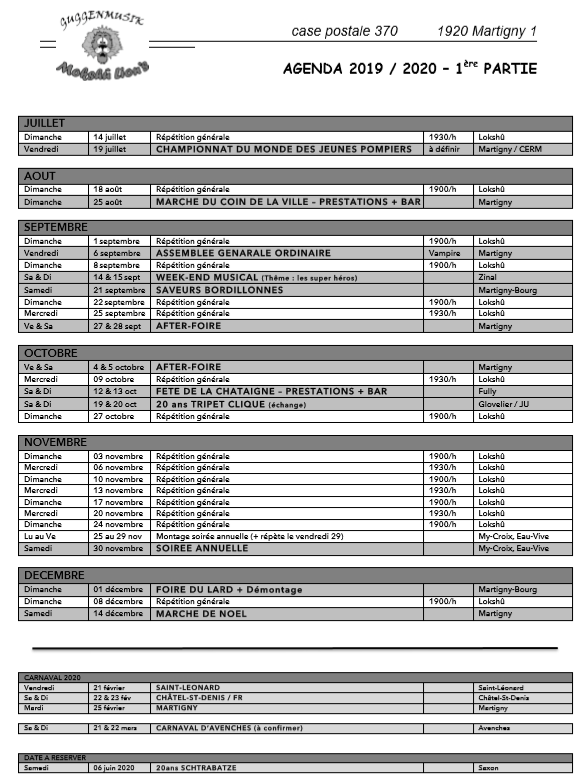 GUGGENMUSIK
Mokshû Lion's
case postale 370 1920 Martigny 1
AGENDA 2019 / 2020 – 1ère PARTIE
JUILLET
Dimanche 14 juillet Répétition générale 1930/h Lokshû
Vendredi 19 juillet CHAMPIONNAT DU MONDE DES JEUNES POMPIERS à définir Martigny / CERM
AOUT
Dimanche 18 août Répétition générale 1900/h Lokshû
Dimanche 25 août MARCHE DU COIN DE LA VILLE – PRESTATIONS + BAR Martigny
SEPTEMBRE
Dimanche 1 septembre Répétition générale 1900/h Lokshû
Vendredi 6 septembre ASSEMBLEE GENARALE ORDINAIRE Vampire Martigny
Dimanche 8 septembre Répétition générale 1900/h Lokshû
Sa & Di 14 & 15 sept WEEK-END MUSICAL (Thème : les super héros) Zinal
Samedi 21 septembre SAVEURS BORDILLONNES Martigny-Bourg
Dimanche 22 septembre Répétition générale 1900/h Lokshû
Mercredi 25 septembre Répétition générale 1930/h Lokshû
Ve & Sa 27 & 28 sept AFTER-FOIRE Martigny
OCTOBRE
Ve & Sa 4 & 5 octobre AFTER-FOIRE Martigny
Mercredi 09 octobre Répétition générale 1930/h Lokshû
Sa & Di 12 & 13 oct FETE DE LA CHATAIGNE – PRESTATIONS + BAR Fully
Sa & Di 19 & 20 oct 20 ans TRIPET CLIQUE (échange) Glovelier / JU
Dimanche 27 octobre Répétition générale 1900/h Lokshû
NOVEMBRE
Dimanche 03 novembre Répétition générale 1900/h Lokshû
Mercredi 06 novembre Répétition générale 1930/h Lokshû
Dimanche 10 novembre Répétition générale 1900/h Lokshû
Mercredi 13 novembre Répétition générale 1930/h Lokshû
Dimanche 17 novembre Répétition générale 1900/h Lokshû
Mercredi 20 novembre Répétition générale 1930/h Lokshû
Dimanche 24 novembre Répétition générale 1900/h Lokshû
Lu au Ve 25 au 29 nov Montage soirée annuelle (+ répète le vendredi 29) My-Croix, Eau-Vive
Samedi 30 novembre SOIREE ANNUELLE My-Croix, Eau-Vive
DECEMBRE
Dimanche 01 décembre FOIRE DU LARD + Démontage Martigny-Bourg
Dimanche 08 décembre Répétition générale 1900/h Lokshû
Samedi 14 décembre MARCHE DE NOEL Martigny
CARNAVAL 2020
Vendredi 21 février SAINT-LEONARD Saint-Léonard
Sa & Di 22 & 23 fév CHÂTEL-ST-DENIS / FR Châtel-St-Denis
Mardi 25 février MARTIGNY Martigny
Sa & Di 21 & 22 mars CARNAVAL D'AVENCHES (à confirmer) Avenches
DATE A RESERVER
Samedi 06 juin 2020 20ans SCHTRABATZE Saxon